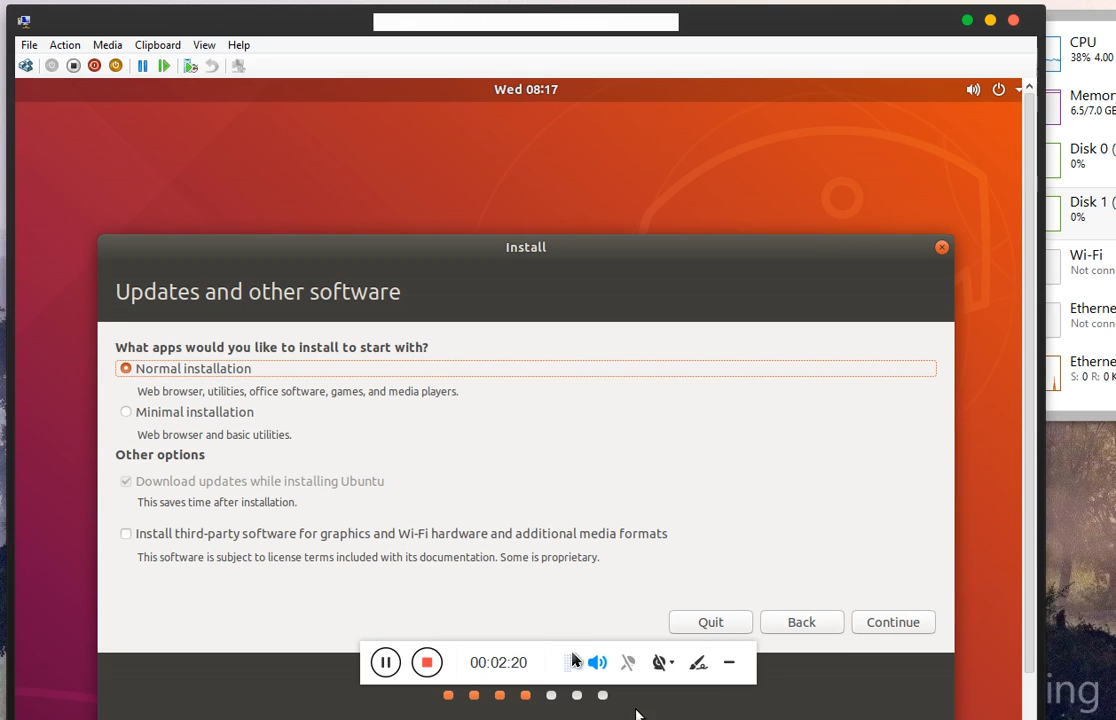 File Action Media Clipboard View Help
Wed 08:17
Install
Updates and other software
What apps would you like to install to start with?
Normal installation
Web browser, utilities, office software, games, and media players.
Minimal installation
Web browser and basic utilities.
Other options
Download updates while installing Ubuntu
This saves time after installation.
Install third-party software for graphics and Wi-Fi hardware and additional media formats
This software is subject to license terms included with its documentation. Some is proprietary.
Quit Back Continue
00:02:20
CPU
38% 4.00
Memor
6.5/7.0 GE
Disk 0 (
0%
Disk 1 (
0%
Wi-Fi
Not conn
Etherne
Not conn
Etherne
S: 0 R: 0 K
ing